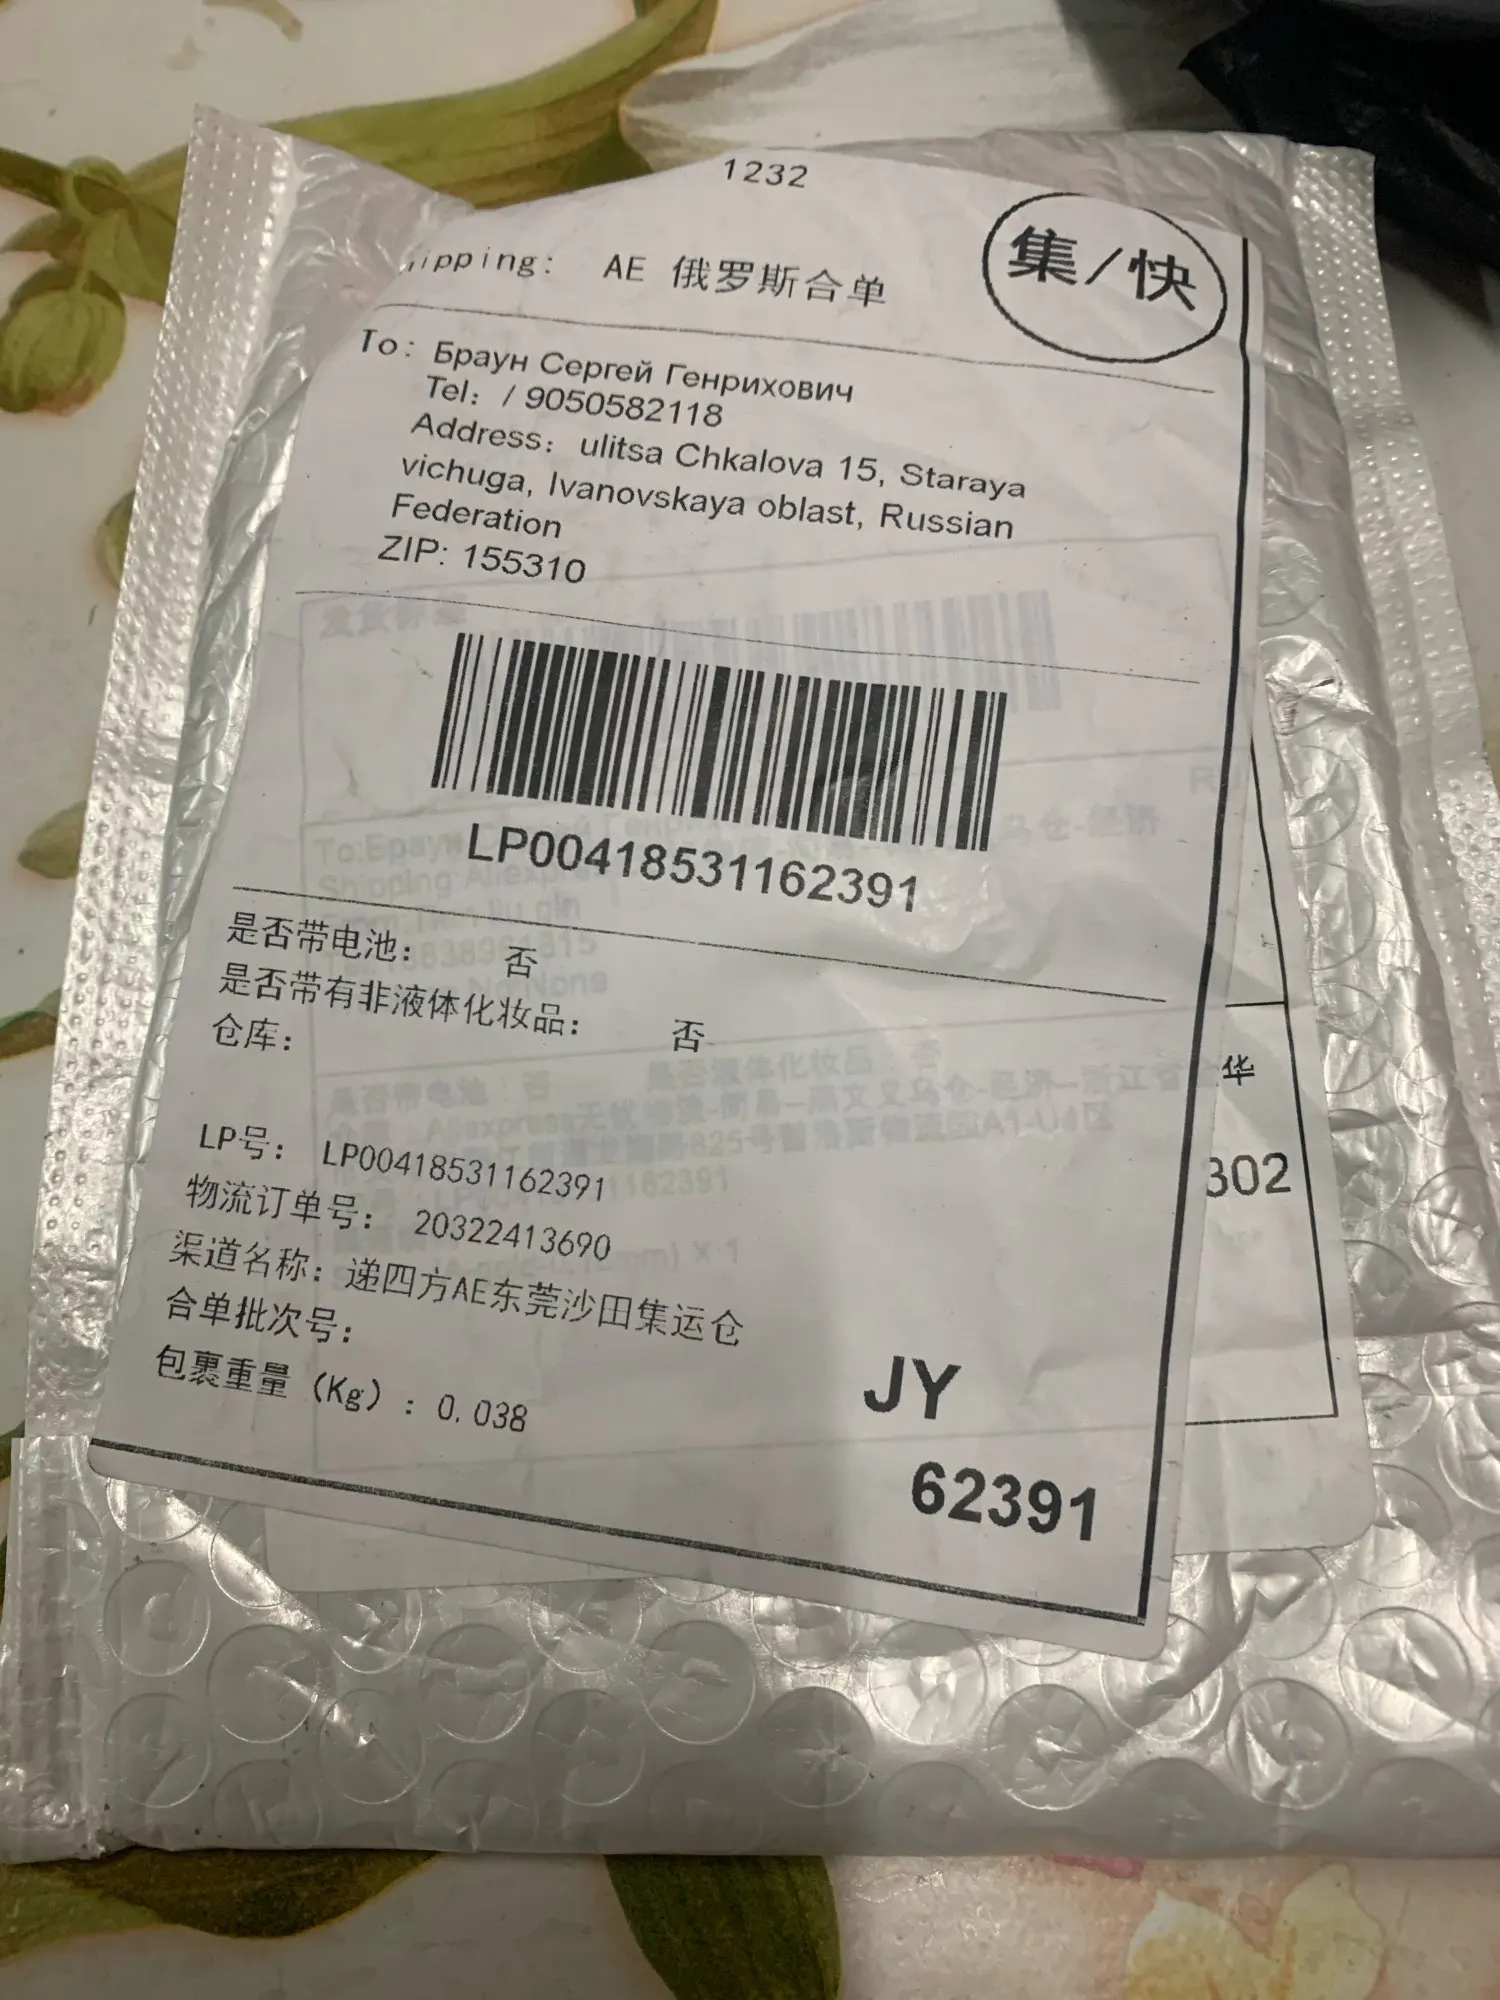 1232
AE 俄罗斯合单
集/快
To: Браун Сергей Генрихович
Tel: / 9050582118
Address: ulitsa Chkalova 15, Staraya
vichuga, Ivanovskaya oblast, Russian
Federation
ZIP: 155310
LP00418531162391
是否带电池: 否
是否带有非液体化妆品: 否
仓库:
LP号: LP00418531162391
物流订单号: 20322413690
渠道名称: 递四方AE东莞沙田集运仓
合单批次号:
包裹重量 (Kg) : 0.038
JY
62391
华
302